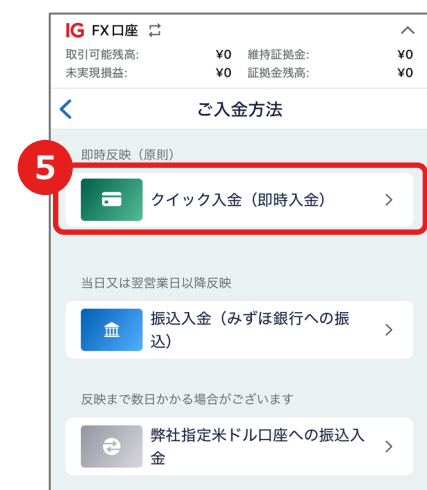 IG FX口座
取引可能残高: ¥0 維持証拠金: ¥0
未実現損益: ¥0 証拠金残高: ¥0
ご入金方法
即時反映（原則）
5
クイック入金（即時入金）
当日又は翌営業日以降反映
振込入金（みずほ銀行への振
込）
反映まで数日かかる場合がございます
弊社指定米ドル口座への振込入
金